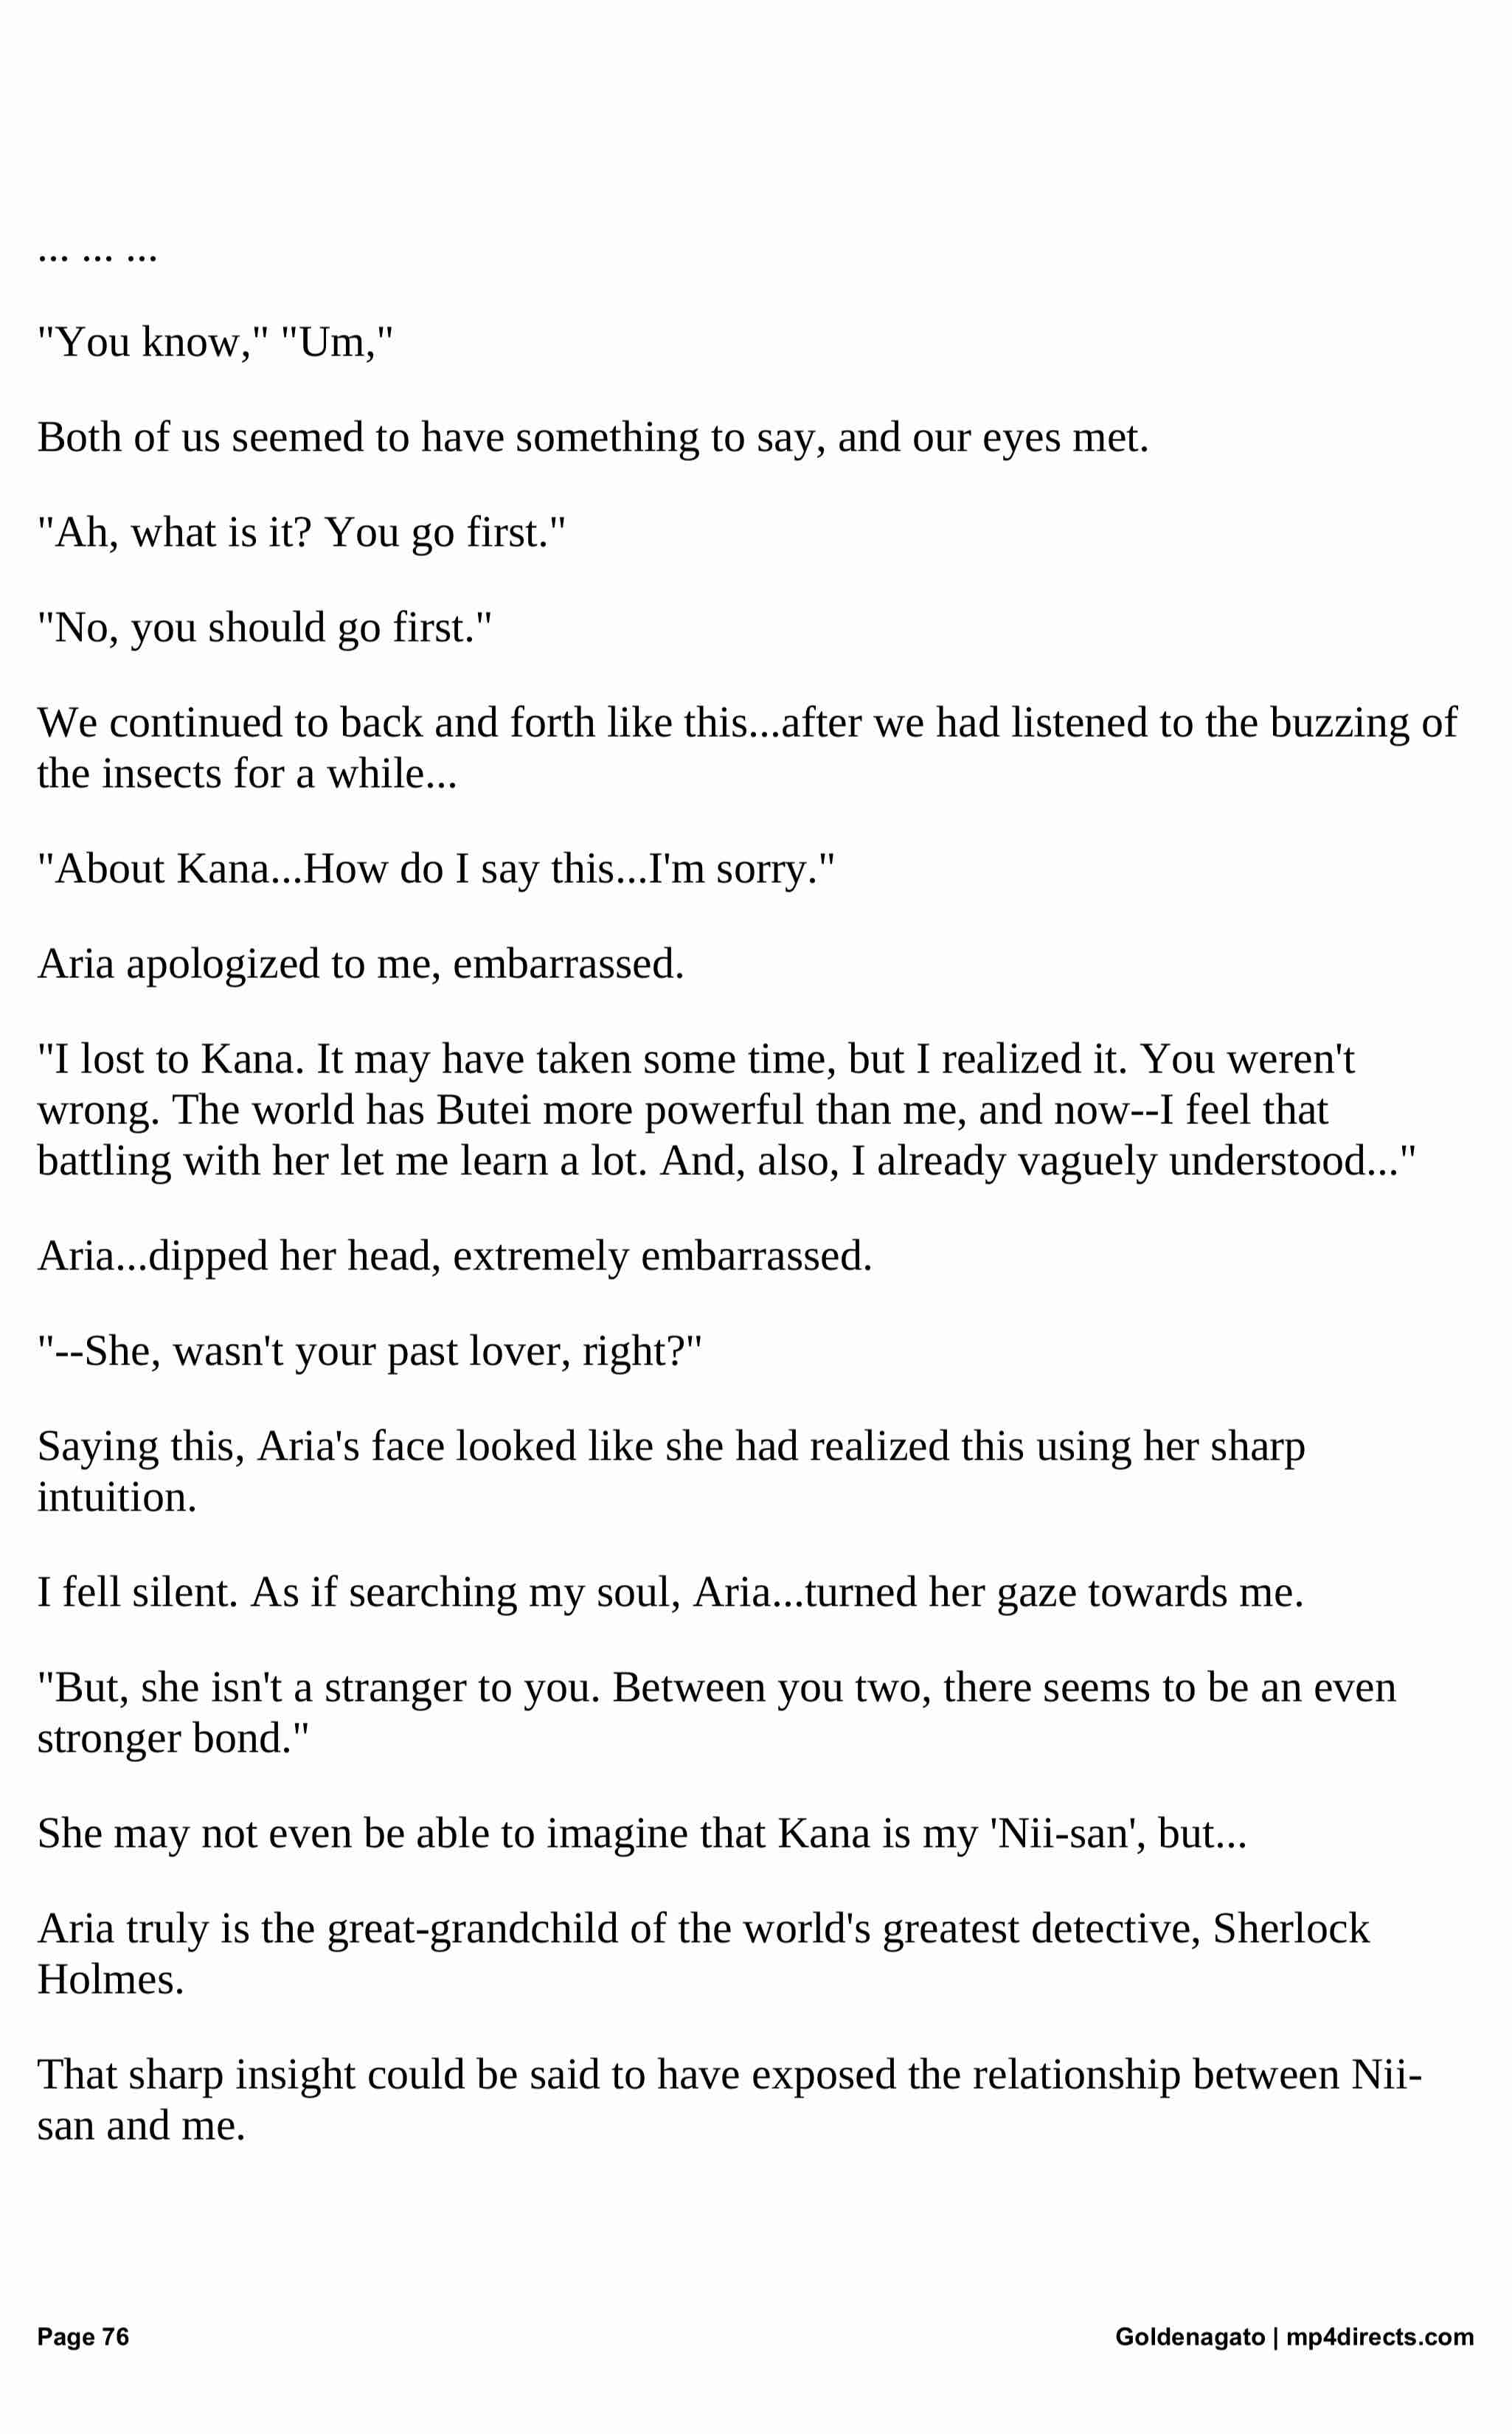 ... ... ...
"You know," "Um,"
Both of us seemed to have something to say, and our eyes met.
"Ah, what is it? You go first."
"No, you should go first."
We continued to back and forth like this...after we had listened to the buzzing of
the insects for a while...
"About Kana...How do I say this...I'm sorry."
Aria apologized to me, embarrassed.
"I lost to Kana. It may have taken some time, but I realized it. You weren't
wrong. The world has Butei more powerful than me, and now--I feel that
battling with her let me learn a lot. And, also, I already vaguely understood..."
Aria...dipped her head, extremely embarrassed.
"--She, wasn't your past lover, right?"
Saying this, Aria's face looked like she had realized this using her sharp
intuition.
I fell silent. As if searching my soul, Aria...turned her gaze towards me.
"But, she isn't a stranger to you. Between you two, there seems to be an even
stronger bond."
She may not even be able to imagine that Kana is my 'Nii-san', but...
Aria truly is the great-grandchild of the world's greatest detective, Sherlock
Holmes.
That sharp insight could be said to have exposed the relationship between Nii-
san and me.
Page 76
Goldenagato | mp4directs.com